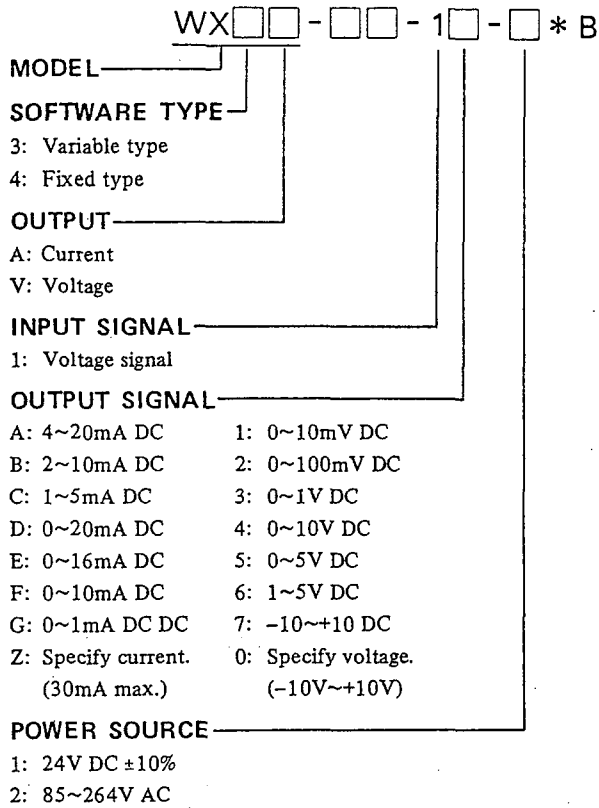 WX□□-□□-1□-□*B
MODEL
SOFTWARE TYPE
3: Variable type
4: Fixed type
OUTPUT
A: Current
V: Voltage
INPUT SIGNAL
1: Voltage signal
OUTPUT SIGNAL
A: 4~20mA DC 1: 0~10mV DC
B: 2~10mA DC 2: 0~100mV DC
C: 1~5mA DC 3: 0~1V DC
D: 0~20mA DC 4: 0~10V DC
E: 0~16mA DC 5: 0~5V DC
F: 0~10mA DC 6: 1~5V DC
G: 0~1mA DC DC 7: –10~+10 DC
Z: Specify current. 0: Specify voltage.
(30mA max.) (–10V~+10V)
POWER SOURCE
1: 24V DC ±10%
2: 85~264V AC